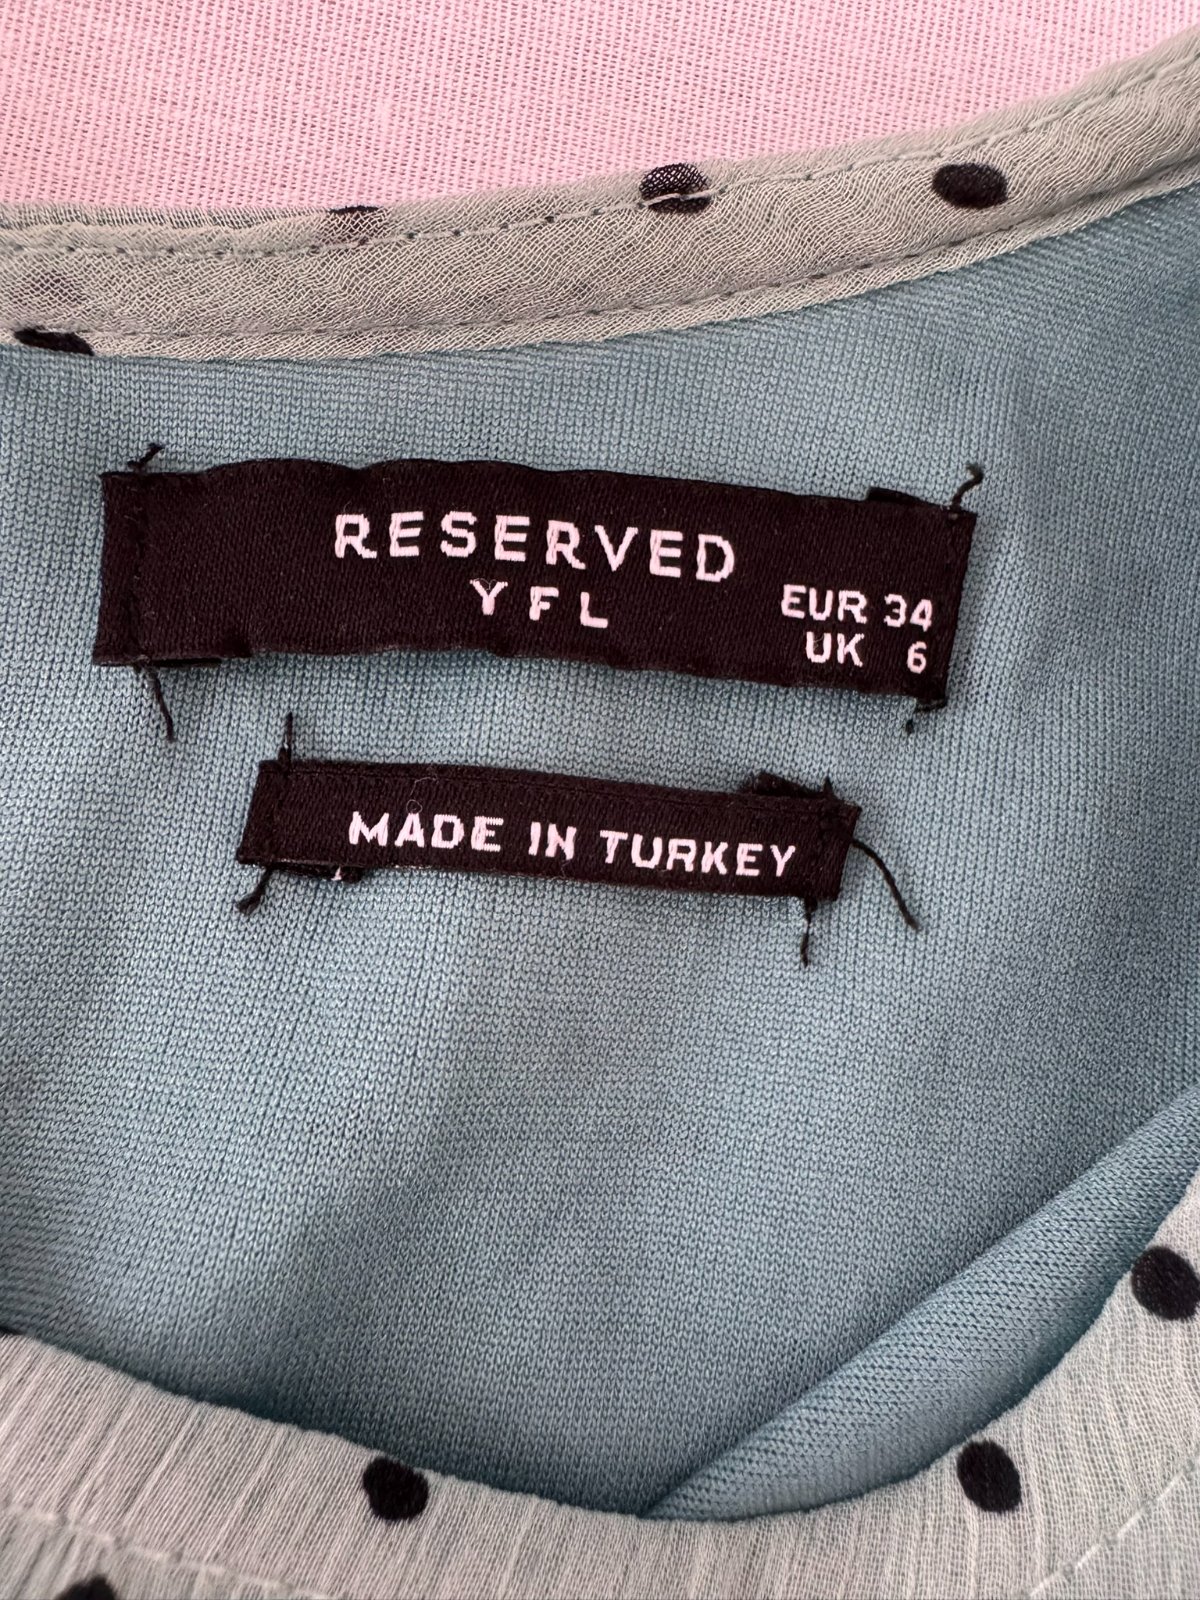 RESERVED
YFL
EUR 34
UK 6
MADE IN TURKEY